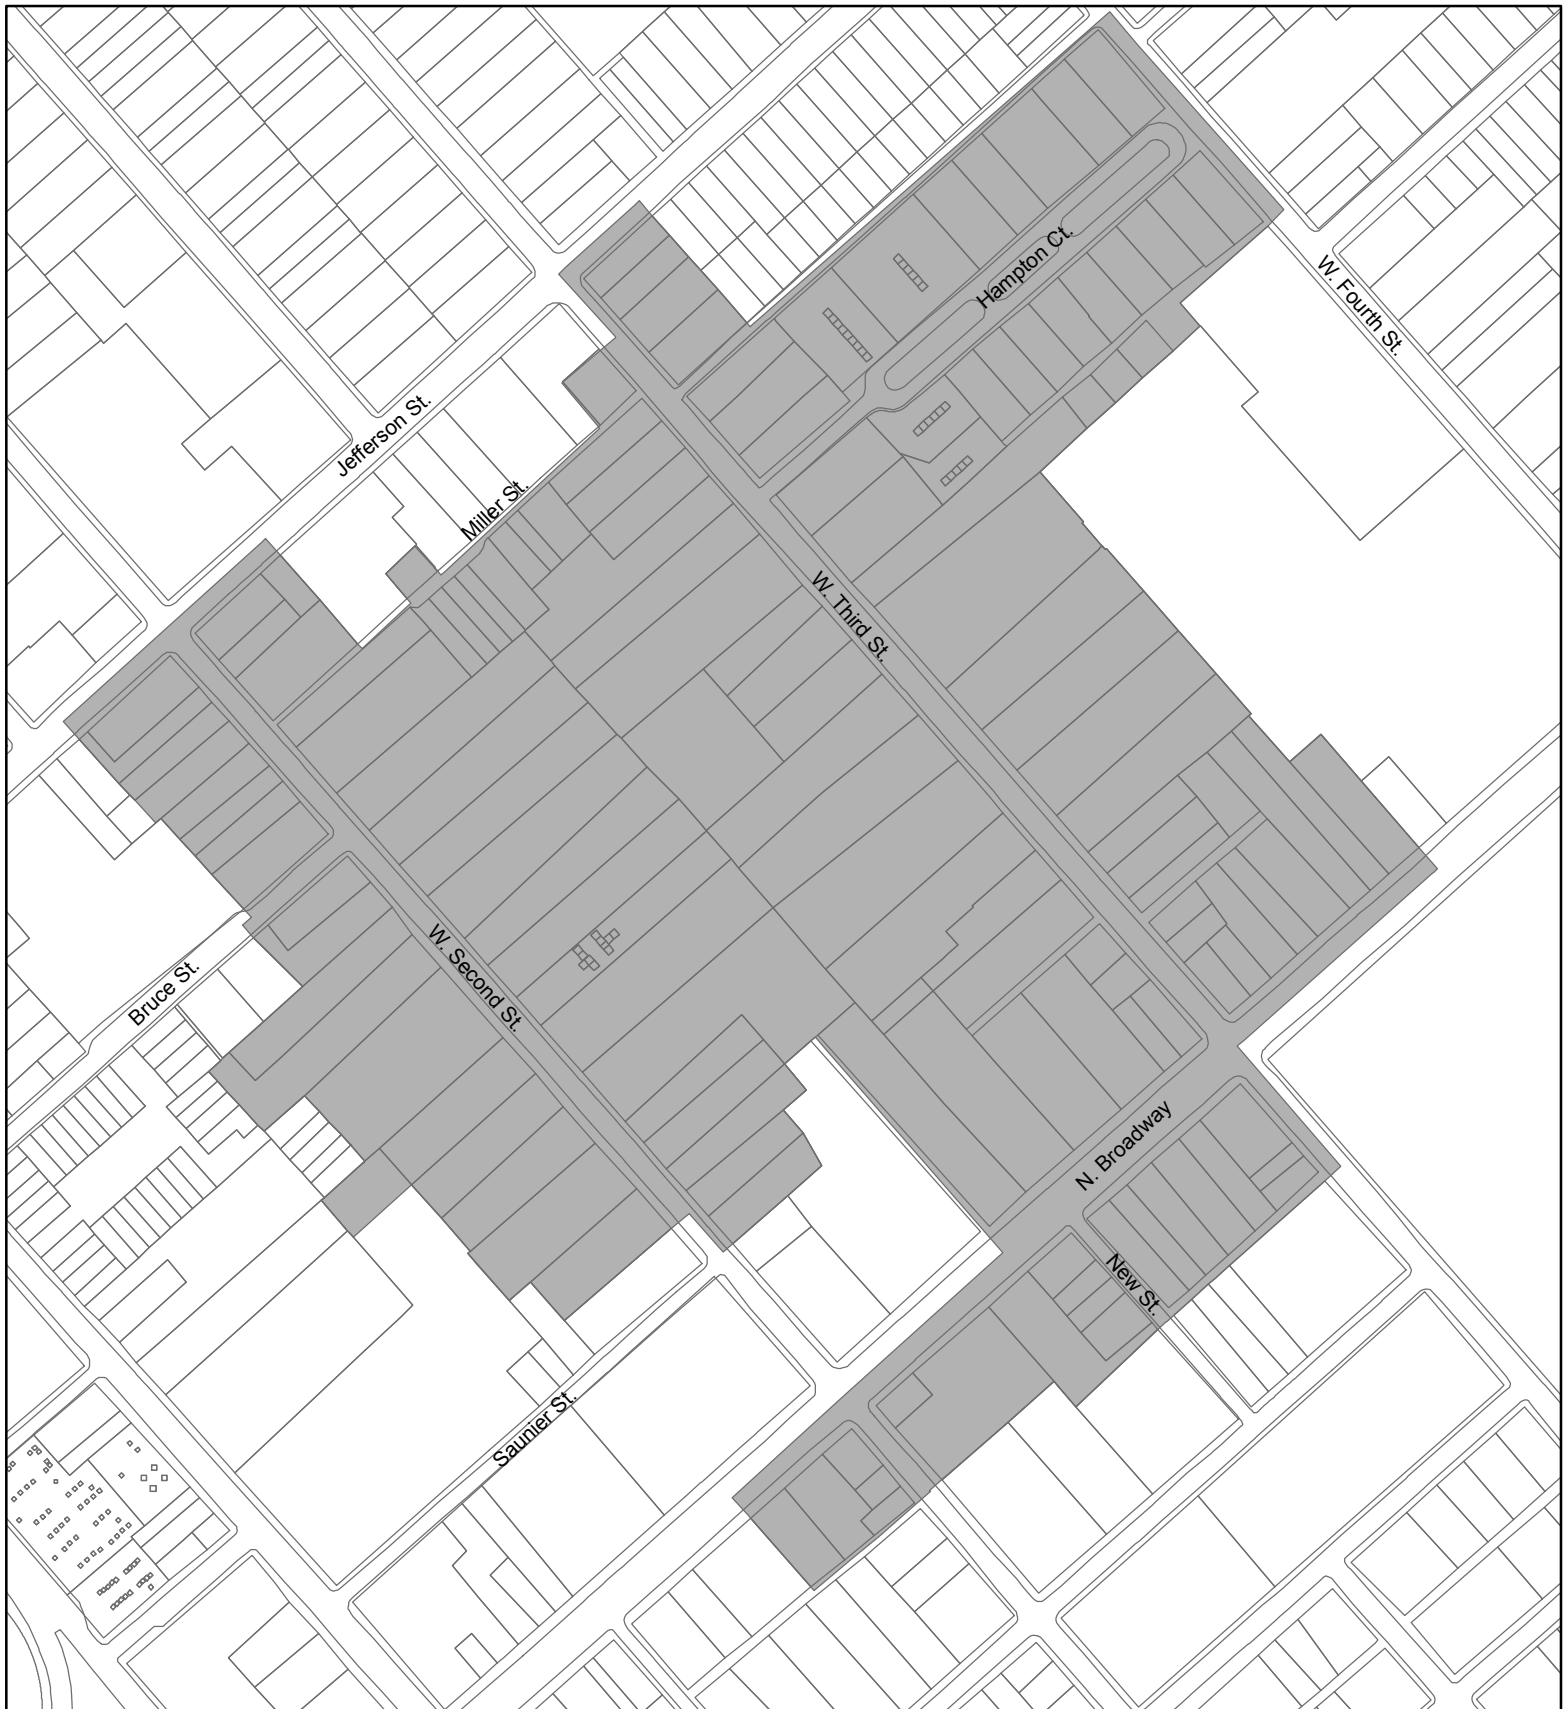 Hampton Ct.
W. Fourth St.
Jefferson St.
Miller St.
W. Third St.
W. Second St.
Bruce St.
N. Broadway
New St.
Saunier St.